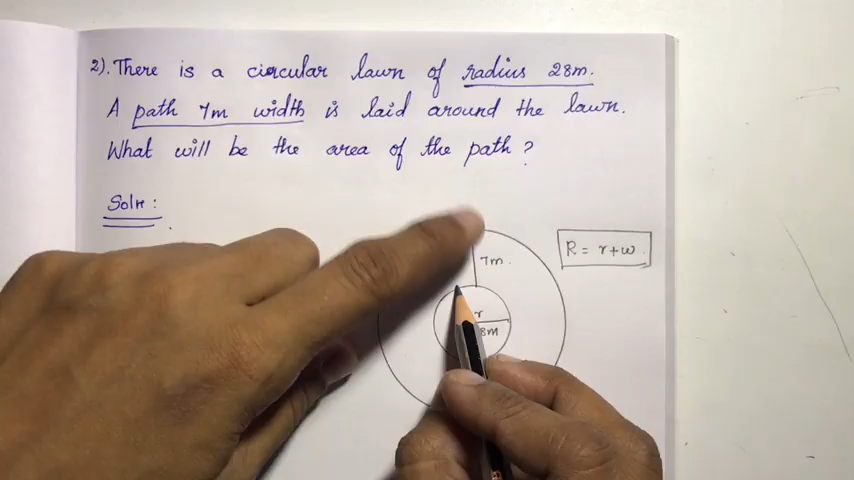 2). There is a circular lawn of radius 28m.
A path 7m width is laid around the lawn.
What will be the area of the path?
Soln:
R = r+w.
7m.
r
8m